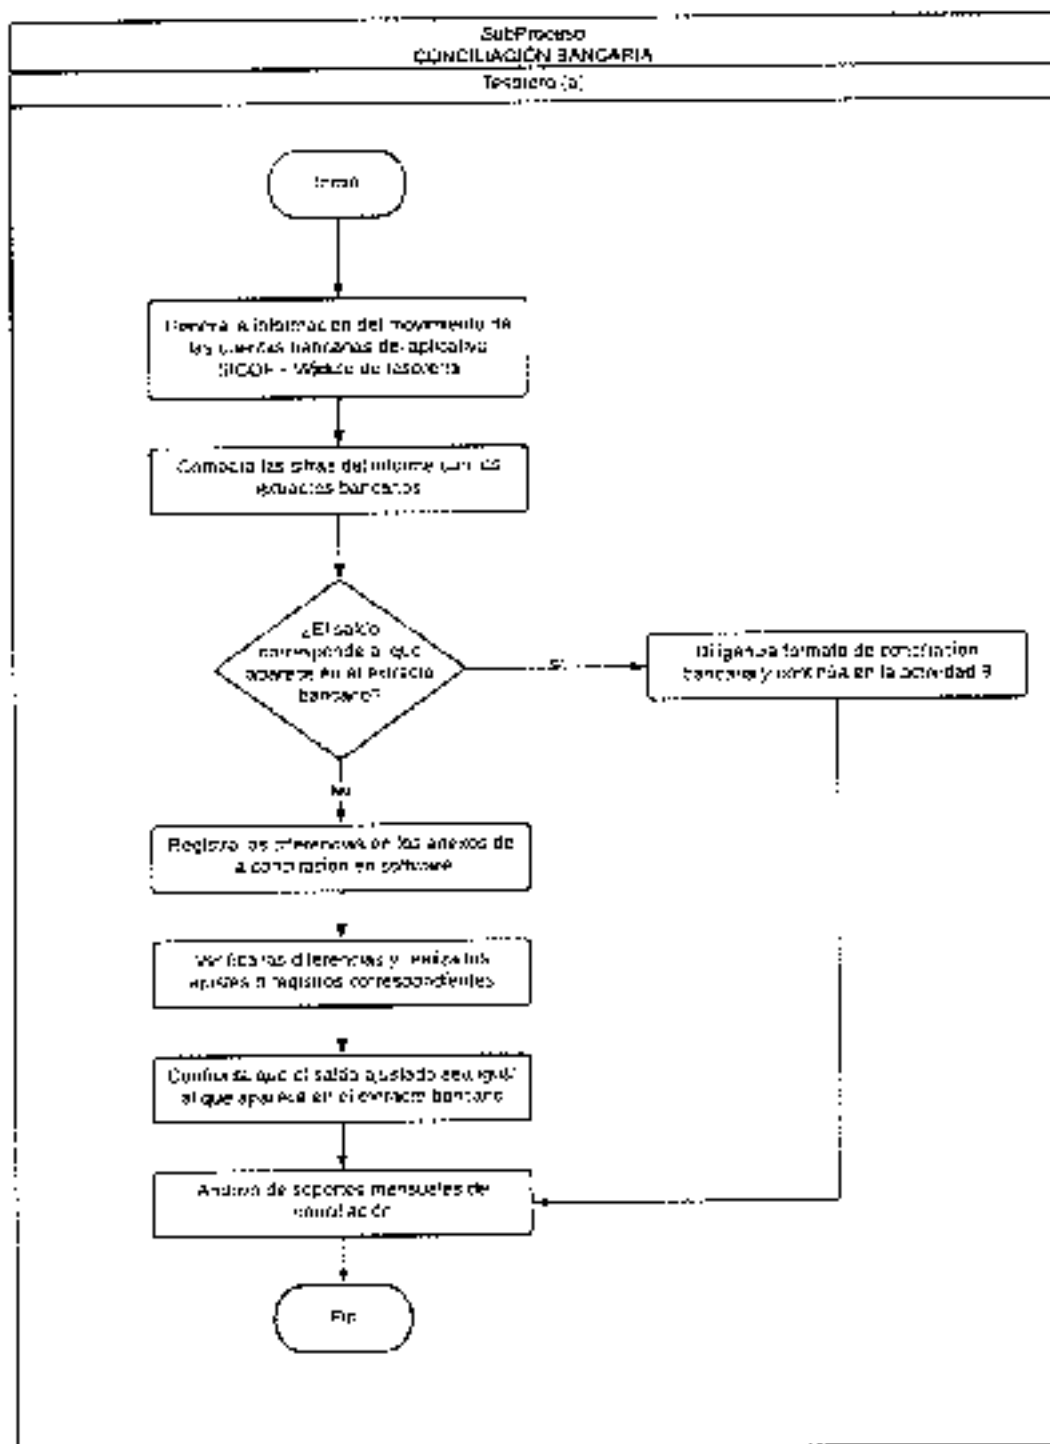 SubProceso
CONCILIACIÓN BANCARIA
Tesorero (a)
Inicio
Genera la información del movimiento de
las cuentas bancarias del aplicativo
- Módulo de tesorería
Compara las cifras del informe con los
extractos bancarios
¿El saldo
corresponde al que
aparece en el extracto
bancario?
Si
Diligencia formato de conciliación
bancaria y continúa en la actividad
No
Registra las diferencias en los anexos de
la conciliación en software
Verifica las diferencias y realiza los
ajustes o registros correspondientes
Confronta que el saldo ajustado sea igual
al que aparece en el extracto bancario
Archivo de soportes mensuales de
conciliación
Fin